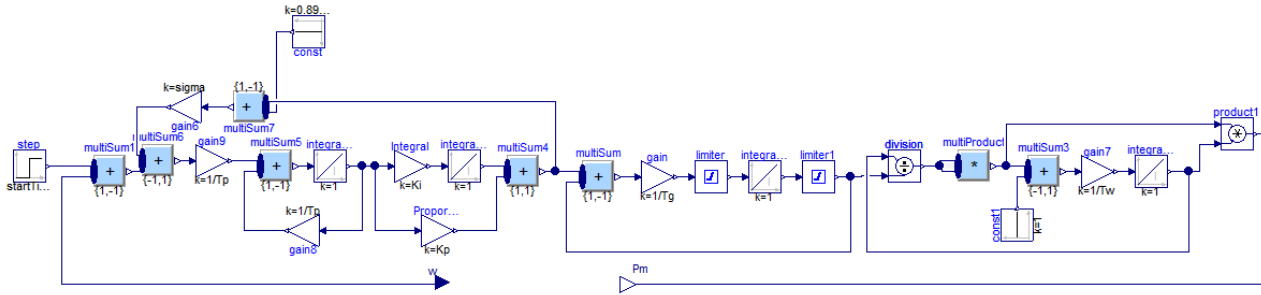 k=0.89...
const
{1,-1}
k=sigma
+
gain6
multiSum7
step
startTi...
multiSum1
+
{1,-1}
multiSum6
+
{-1,1}
gain9
k=1/Tp
multiSum5
+
{1,-1}
integra...
k=1
k=1/Tp
gain8
Integral
k=Ki
integra...
k=1
Propor...
k=Kp
multiSum4
+
{1,1}
multiSum
+
{1,-1}
gain
k=1/Tg
limiter
integra...
k=1
limiter1
division
multiProduct
*
multiSum3
+
{-1,1}
const1
k=1
gain7
k=1/Tw
integra...
k=1
product1
*
w
Pm